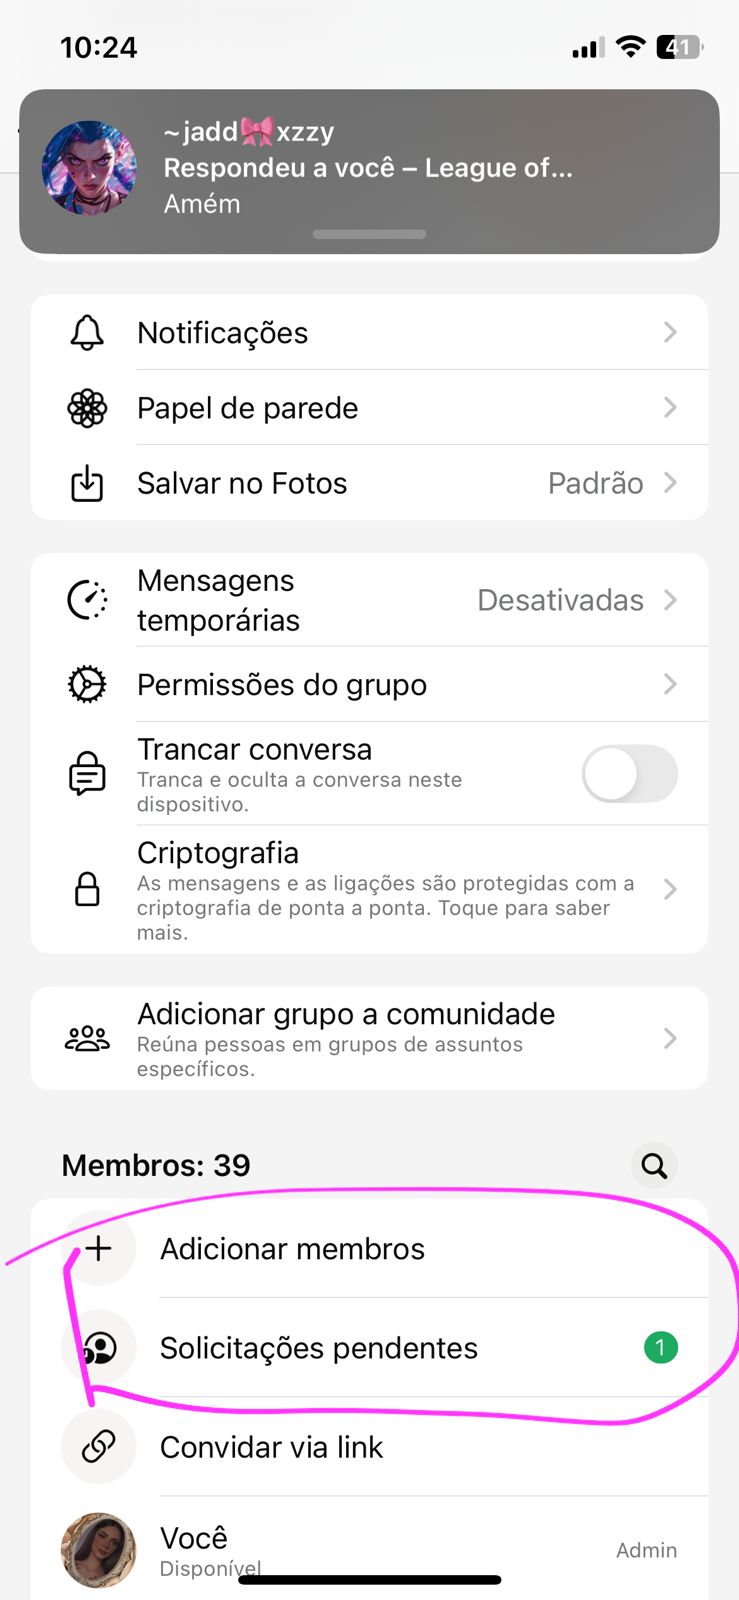 10:24
41
~jadd🎀xzzy
Respondeu a você – League of...
Amém
Notificações
Papel de parede
Salvar no Fotos
Padrão
Mensagens
temporárias
Desativadas
Permissões do grupo
Trancar conversa
Tranca e oculta a conversa neste
dispositivo.
Criptografia
As mensagens e as ligações são protegidas com a
criptografia de ponta a ponta. Toque para saber
mais.
Adicionar grupo a comunidade
Reúna pessoas em grupos de assuntos
específicos.
Membros: 39
Adicionar membros
Solicitações pendentes
1
Convidar via link
Você
Admin
Disponível